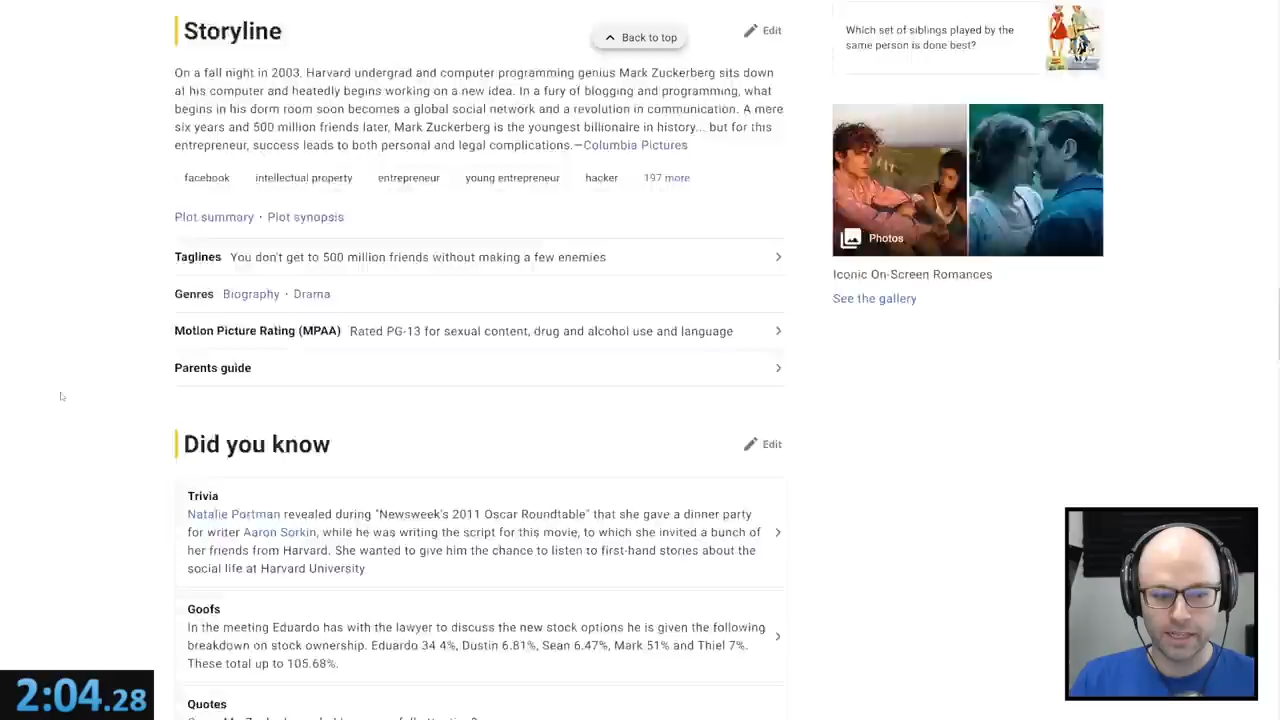 Storyline
Back to top
Edit
On a fall night in 2003, Harvard undergrad and computer programming genius Mark Zuckerberg sits down
at his computer and heatedly begins working on a new idea. In a fury of blogging and programming, what
begins in his dorm room soon becomes a global social network and a revolution in communication. A mere
six years and 500 million friends later, Mark Zuckerberg is the youngest billionaire in history... but for this
entrepreneur, success leads to both personal and legal complications.—Columbia Pictures
facebook intellectual property entrepreneur young entrepreneur hacker 197 more
Plot summary · Plot synopsis
Taglines You don't get to 500 million friends without making a few enemies
Genres Biography · Drama
Motion Picture Rating (MPAA) Rated PG-13 for sexual content, drug and alcohol use and language
Parents guide
Did you know
Edit
Trivia
Natalie Portman revealed during "Newsweek's 2011 Oscar Roundtable" that she gave a dinner party
for writer Aaron Sorkin, while he was writing the script for this movie, to which she invited a bunch of
her friends from Harvard. She wanted to give him the chance to listen to first-hand stories about the
social life at Harvard University
Goofs
In the meeting Eduardo has with the lawyer to discuss the new stock options he is given the following
breakdown on stock ownership. Eduardo 34 4%, Dustin 6.81%, Sean 6.47%, Mark 51% and Thiel 7%.
These total up to 105.68%.
Quotes
Which set of siblings played by the
same person is done best?
Photos
Iconic On-Screen Romances
See the gallery
2:04.28